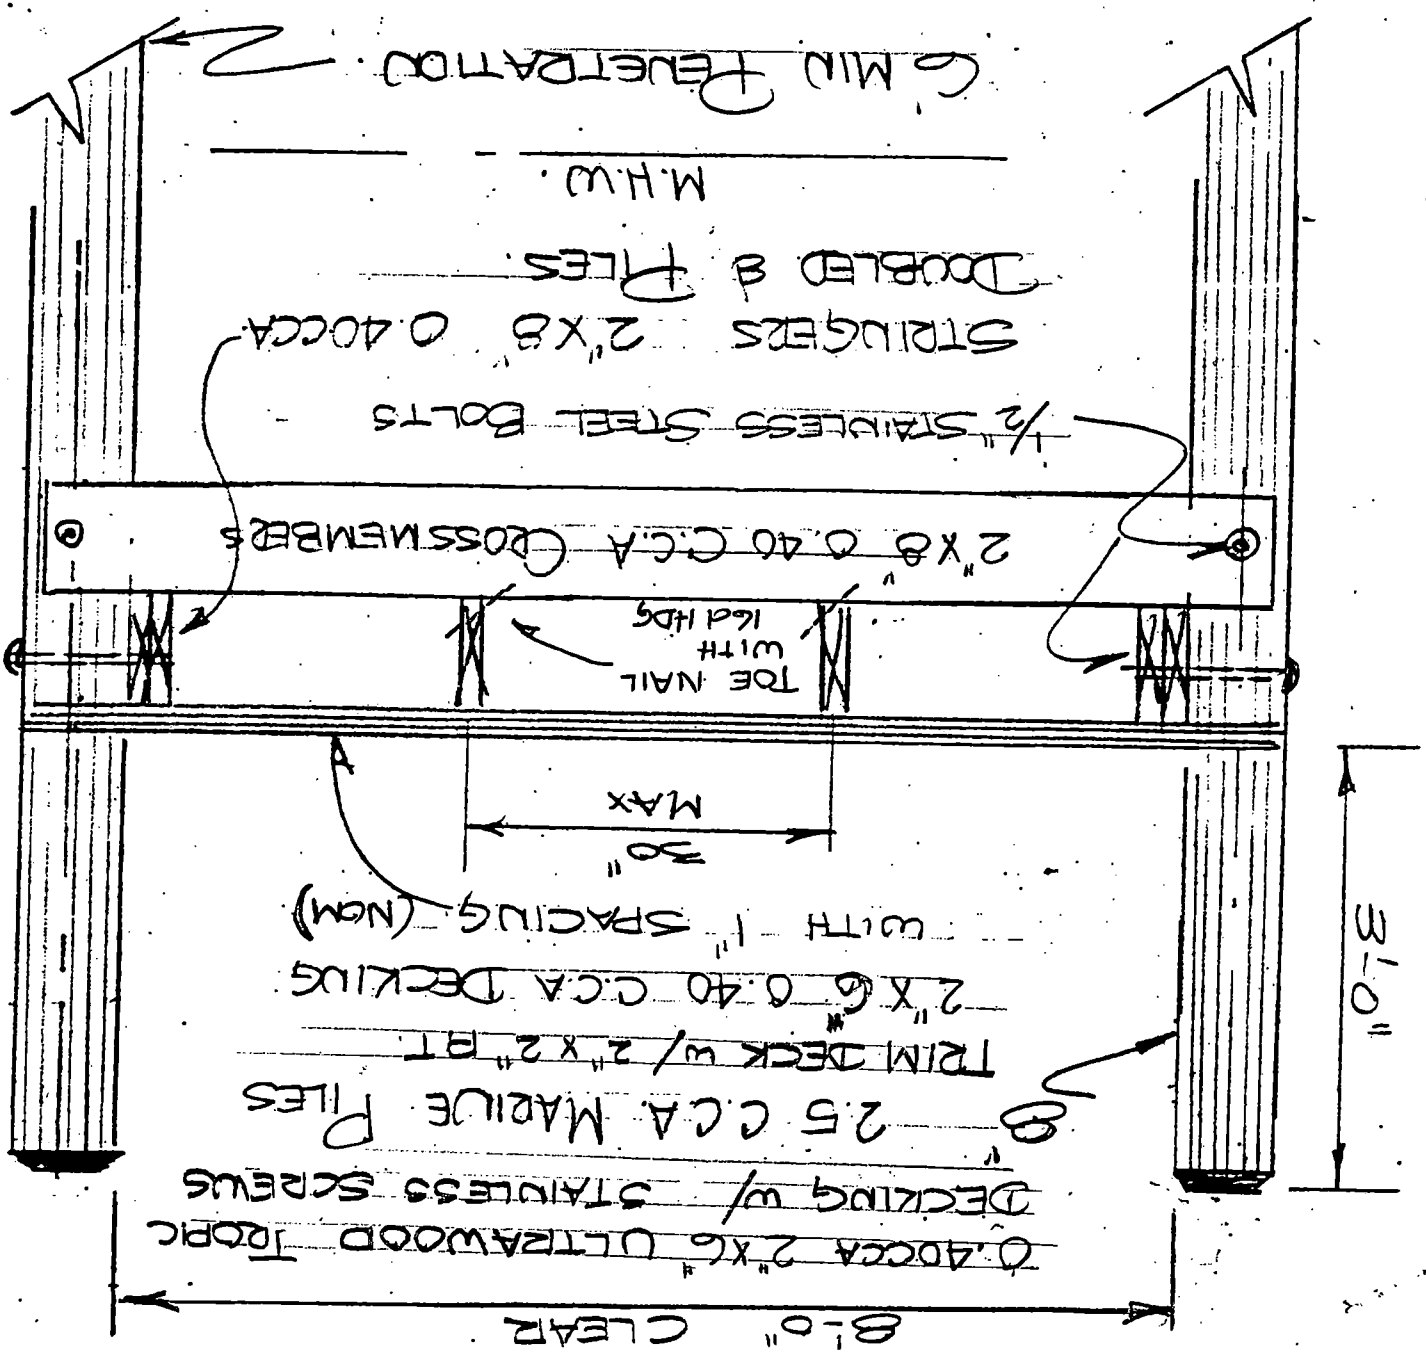 8'-0" CLEAR
0.40CCA 2"X6" ULTRAWOOD TROPIC
DECKING W/ STAINLESS SCREWS
8" 2.5 C.C.A. MARINE PILES
TRIM DECK W/ 2"X2" P.T.
2"X6" 0.40 C.C.A DECKING
WITH 1" SPACING (NOM)
3'-0"
30"
MAX
TOE NAIL
WITH
16d HDG
2"X8" 0.40 C.C.A. CROSSMEMBERS
1/2" STAINLESS STEEL BOLTS
STRINGERS 2"X8" 0.40CCA
DOUBLED @ PILES.
M.H.W.
6' MIN PENETRATION